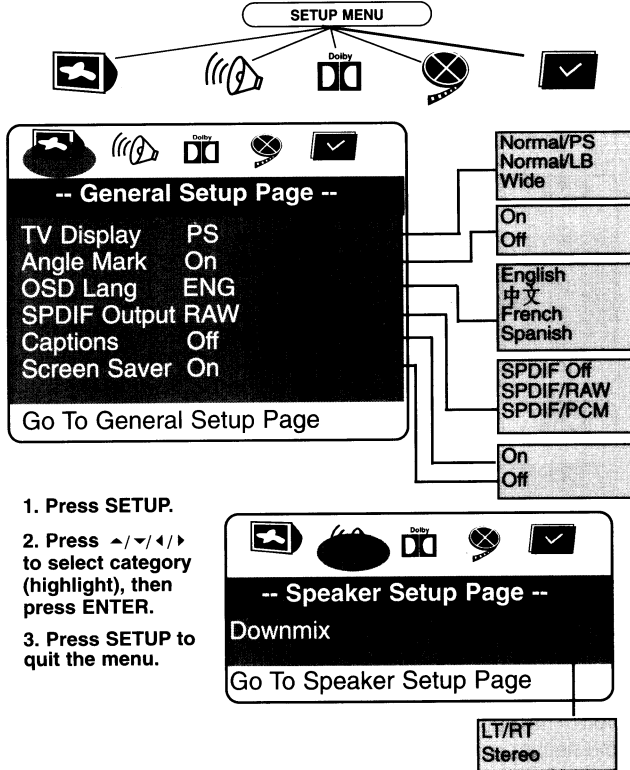 SETUP MENU
Dolby
Dolby
-- General Setup Page --
TV Display PS
Angle Mark On
OSD Lang ENG
SPDIF Output RAW
Captions Off
Screen Saver On
Go To General Setup Page
Normal/PS
Normal/LB
Wide
On
Off
English
中文
French
Spanish
SPDIF Off
SPDIF/RAW
SPDIF/PCM
On
Off
1. Press SETUP.
2. Press ▲/▼/◀/▶
to select category
(highlight), then
press ENTER.
3. Press SETUP to
quit the menu.
Dolby
-- Speaker Setup Page --
Downmix
Go To Speaker Setup Page
LT/RT
Stereo